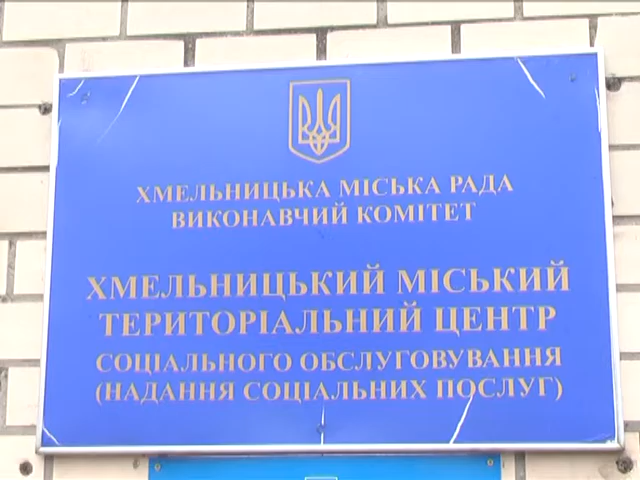 ХМЕЛЬНИЦЬКА МІСЬКА РАДА
ВИКОНАВЧИЙ КОМІТЕТ
ХМЕЛЬНИЦЬКИЙ МІСЬКИЙ
ТЕРИТОРІАЛЬНИЙ ЦЕНТР
СОЦІАЛЬНОГО ОБСЛУГОВУВАННЯ
(НАДАННЯ СОЦІАЛЬНИХ ПОСЛУГ)